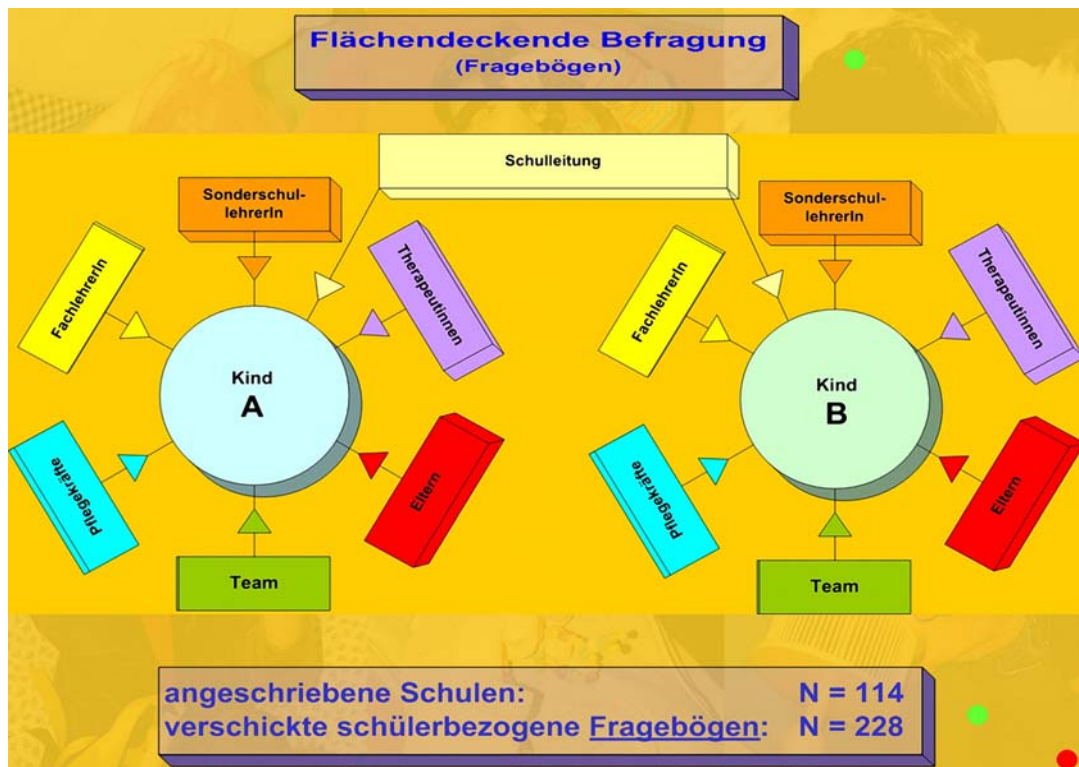 Flächendeckende Befragung
(Fragebögen)
Schulleitung
Sonderschul-
lehrerIn
FachlehrerIn
Therapeutinnen
Kind
A
Pflegekräfte
Eltern
Team
Sonderschul-
lehrerIn
FachlehrerIn
Therapeutinnen
Kind
B
Pflegekräfte
Eltern
Team
angeschriebene Schulen: N = 114
verschickte schülerbezogene Fragebögen: N = 228